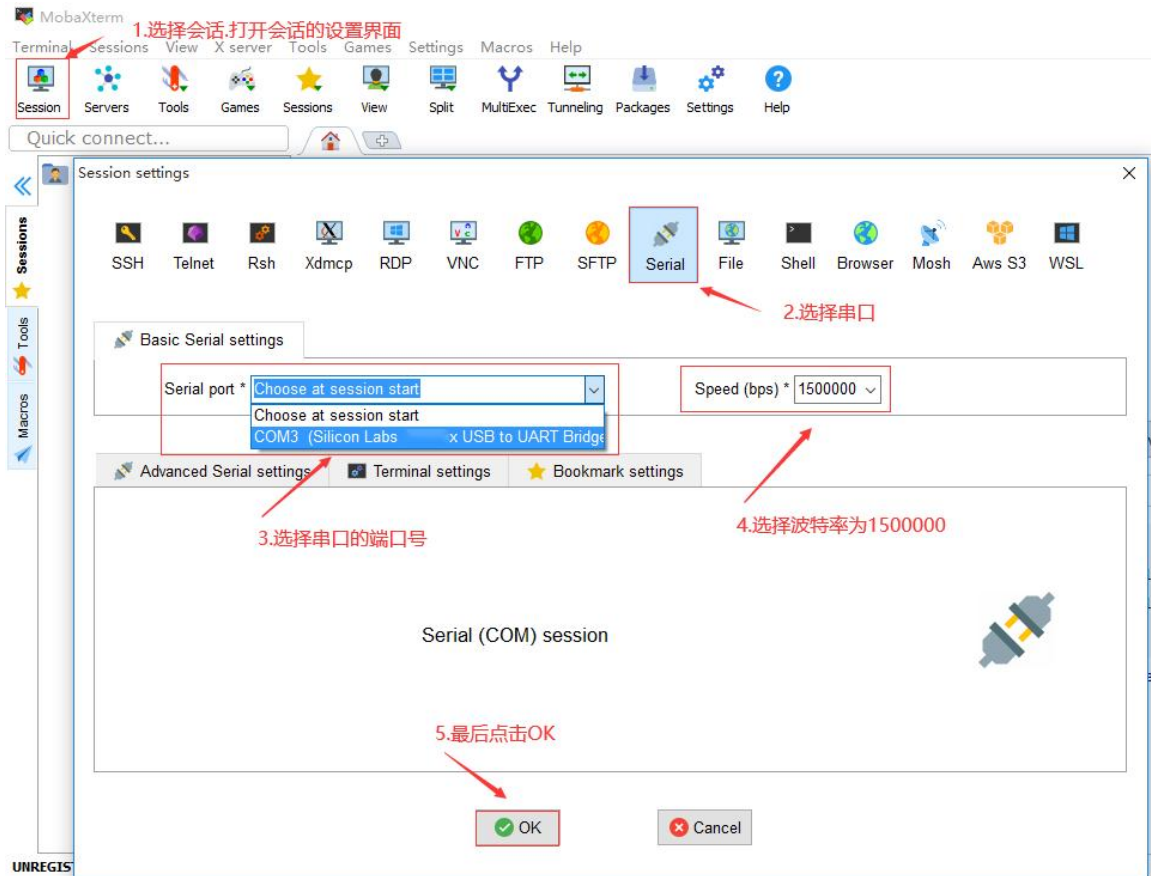 MobaXterm
1.选择会话.打开会话的设置界面
Terminal Sessions View X server Tools Games Settings Macros Help
Session Servers Tools Games Sessions View Split MultiExec Tunneling Packages Settings Help
Quick connect...
Session settings
Sessions
Tools
Macros
SSH Telnet Rsh Xdmcp RDP VNC FTP SFTP Serial File Shell Browser Mosh Aws S3 WSL
2.选择串口
Basic Serial settings
Serial port * Choose at session start Speed (bps) * 1500000
Choose at session start
COM3 (Silicon Labs x USB to UART Bridge
Advanced Serial settings Terminal settings Bookmark settings
3.选择串口的端口号
4.选择波特率为1500000
Serial (COM) session
5.最后点击OK
OK Cancel
UNREGIS